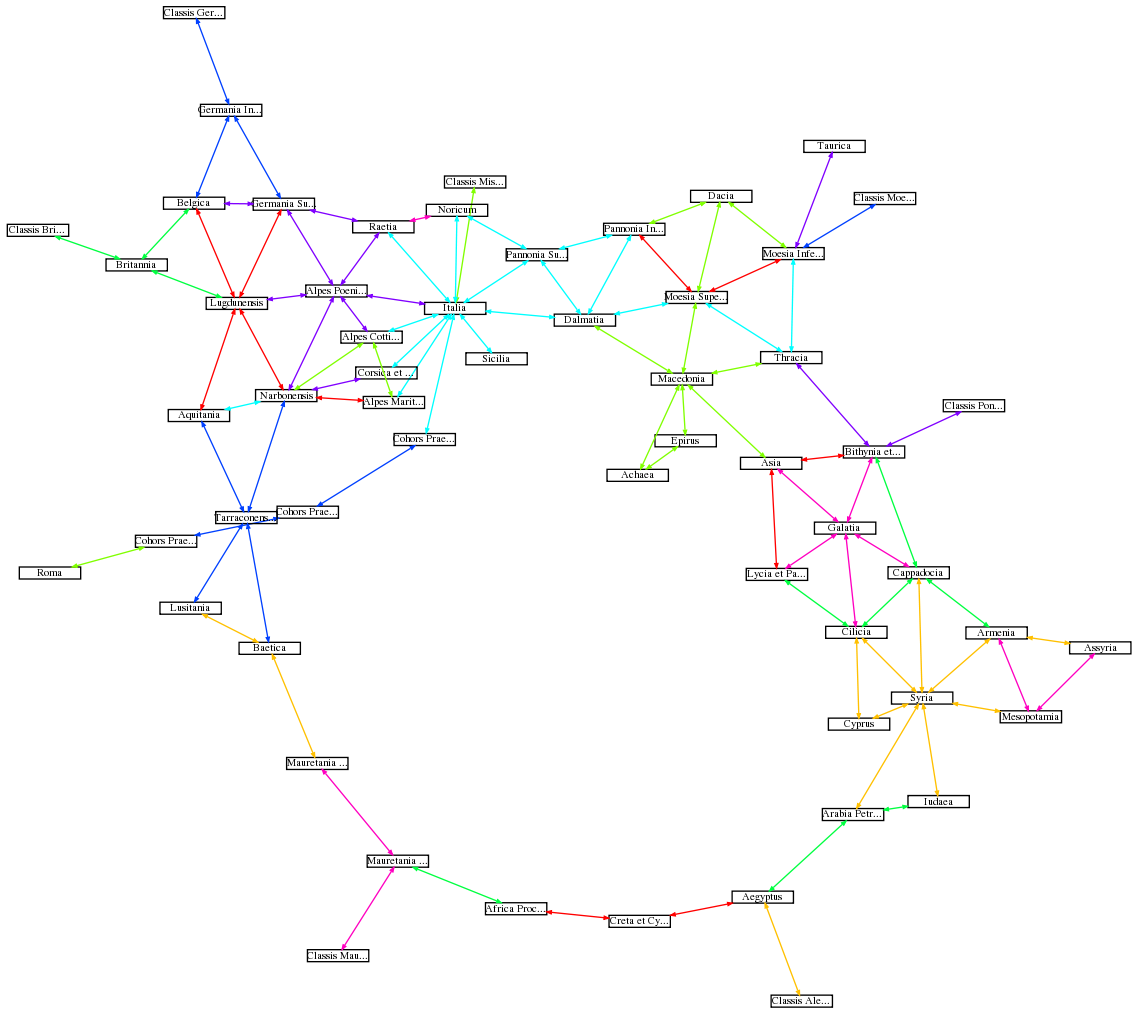 Classis Ger...
Germania In...
Taurica
Classis Mis...
Dacia
Classis Moe...
Belgica
Germania Su...
Noricum
Raetia
Pannonia In...
Classis Bri...
Pannonia Su...
Moesia Infe...
Britannia
Alpes Poeni...
Lugdunensis
Moesia Supe...
Italia
Dalmatia
Alpes Cotti...
Sicilia
Thracia
Corsica et ...
Macedonia
Narbonensis
Alpes Marit...
Classis Pon...
Aquitania
Cohors Prae...
Epirus
Bithynia et...
Asia
Achaea
Cohors Prae...
Tarraconens...
Galatia
Cohors Prae...
Roma
Lycia et Pa...
Cappadocia
Lusitania
Cilicia
Armenia
Baetica
Assyria
Syria
Mesopotamia
Cyprus
Mauretania ...
Iudaea
Arabia Petr...
Mauretania ...
Aegyptus
Africa Proc...
Creta et Cy...
Classis Mau...
Classis Ale...